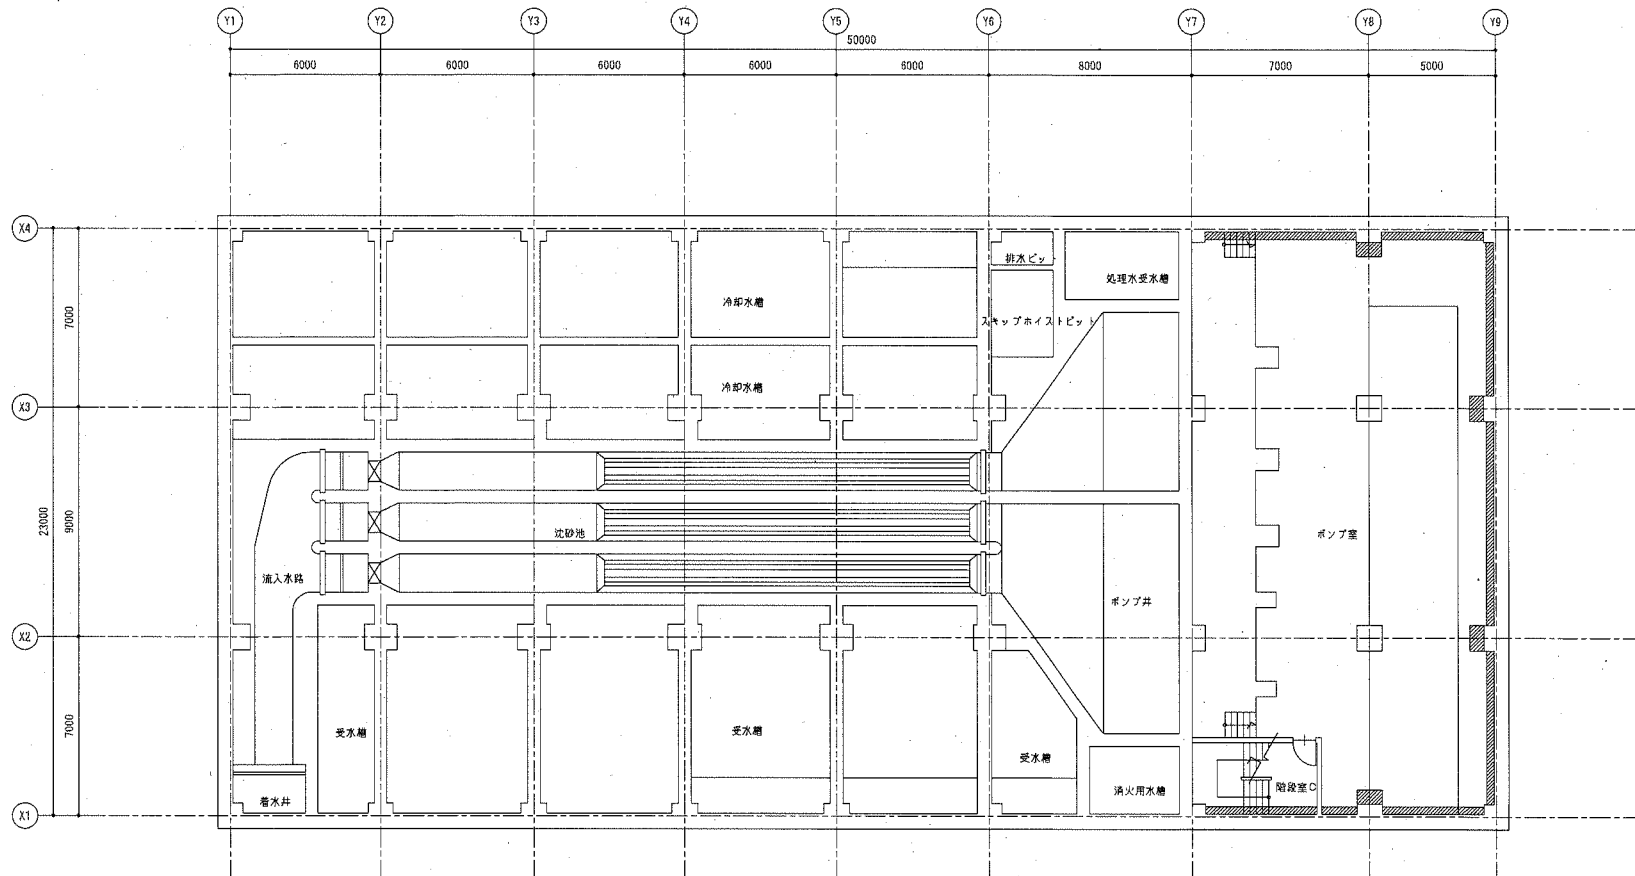 Y1 Y2 Y3 Y4 Y5 Y6 Y7 Y8 Y9
50000
6000 6000 6000 6000 6000 8000 7000 5000
X4
排水ピッ
処理水受水槽
冷却水槽
7000
スキップホイストピット
冷却水槽
X3
23000
9000
沈砂池
ポンプ室
流入水路
ポンプ井
X2
7000
受水槽
受水槽
受水槽
階段室C
消火用水槽
着水井
X1